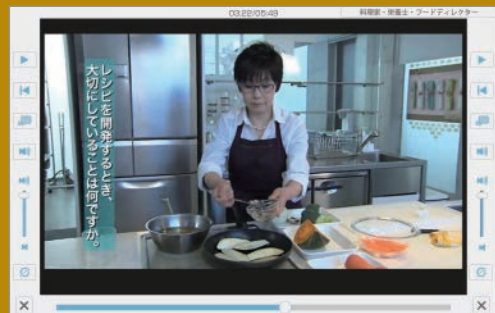 03:22/05:49
料理家・栄養士・フードディレクター
レシピを開発するとき、
大切にしていることは何ですか。